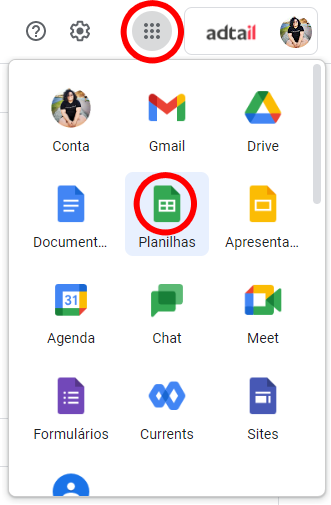 adtail
Conta Gmail Drive
Document... Planilhas Apresenta...
31
Agenda Chat Meet
Formulários Currents Sites